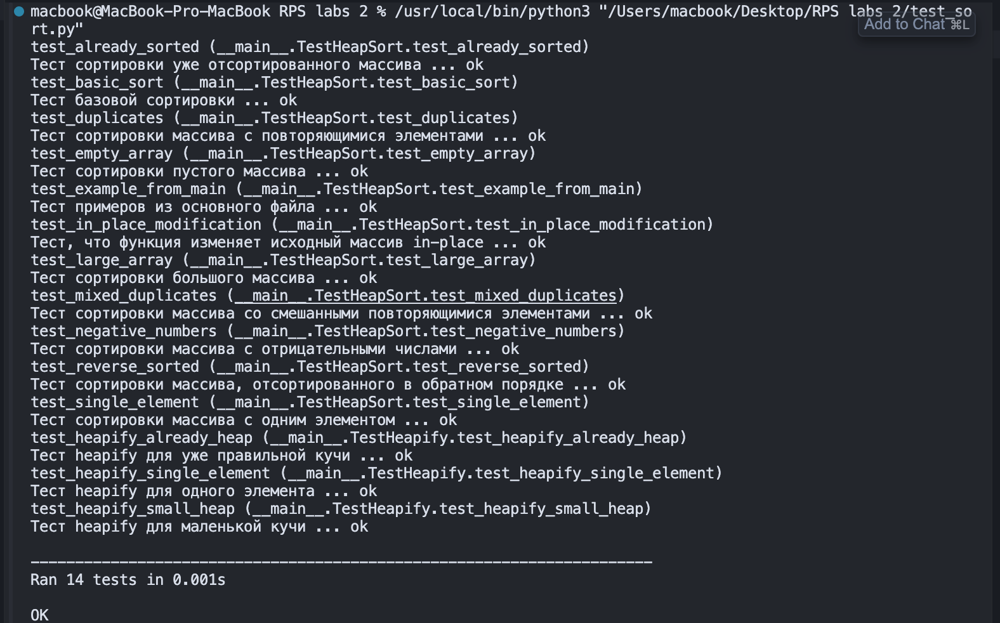 macbook@MacBook-Pro-MacBook RPS labs 2 % /usr/local/bin/python3 "/Users/macbook/Desktop/RPS labs 2/test_so
rt.py"
Add to Chat ⌘L
test_already_sorted (__main__.TestHeapSort.test_already_sorted)
Тест сортировки уже отсортированного массива ... ok
test_basic_sort (__main__.TestHeapSort.test_basic_sort)
Тест базовой сортировки ... ok
test_duplicates (__main__.TestHeapSort.test_duplicates)
Тест сортировки массива с повторяющимися элементами ... ok
test_empty_array (__main__.TestHeapSort.test_empty_array)
Тест сортировки пустого массива ... ok
test_example_from_main (__main__.TestHeapSort.test_example_from_main)
Тест примеров из основного файла ... ok
test_in_place_modification (__main__.TestHeapSort.test_in_place_modification)
Тест, что функция изменяет исходный массив in-place ... ok
test_large_array (__main__.TestHeapSort.test_large_array)
Тест сортировки большого массива ... ok
test_mixed_duplicates (__main__.TestHeapSort.test_mixed_duplicates)
Тест сортировки массива со смешанными повторяющимися элементами ... ok
test_negative_numbers (__main__.TestHeapSort.test_negative_numbers)
Тест сортировки массива с отрицательными числами ... ok
test_reverse_sorted (__main__.TestHeapSort.test_reverse_sorted)
Тест сортировки массива, отсортированного в обратном порядке ... ok
test_single_element (__main__.TestHeapSort.test_single_element)
Тест сортировки массива с одним элементом ... ok
test_heapify_already_heap (__main__.TestHeapify.test_heapify_already_heap)
Тест heapify для уже правильной кучи ... ok
test_heapify_single_element (__main__.TestHeapify.test_heapify_single_element)
Тест heapify для одного элемента ... ok
test_heapify_small_heap (__main__.TestHeapify.test_heapify_small_heap)
Тест heapify для маленькой кучи ... ok
----------------------------------------------------------------------
Ran 14 tests in 0.001s
OK